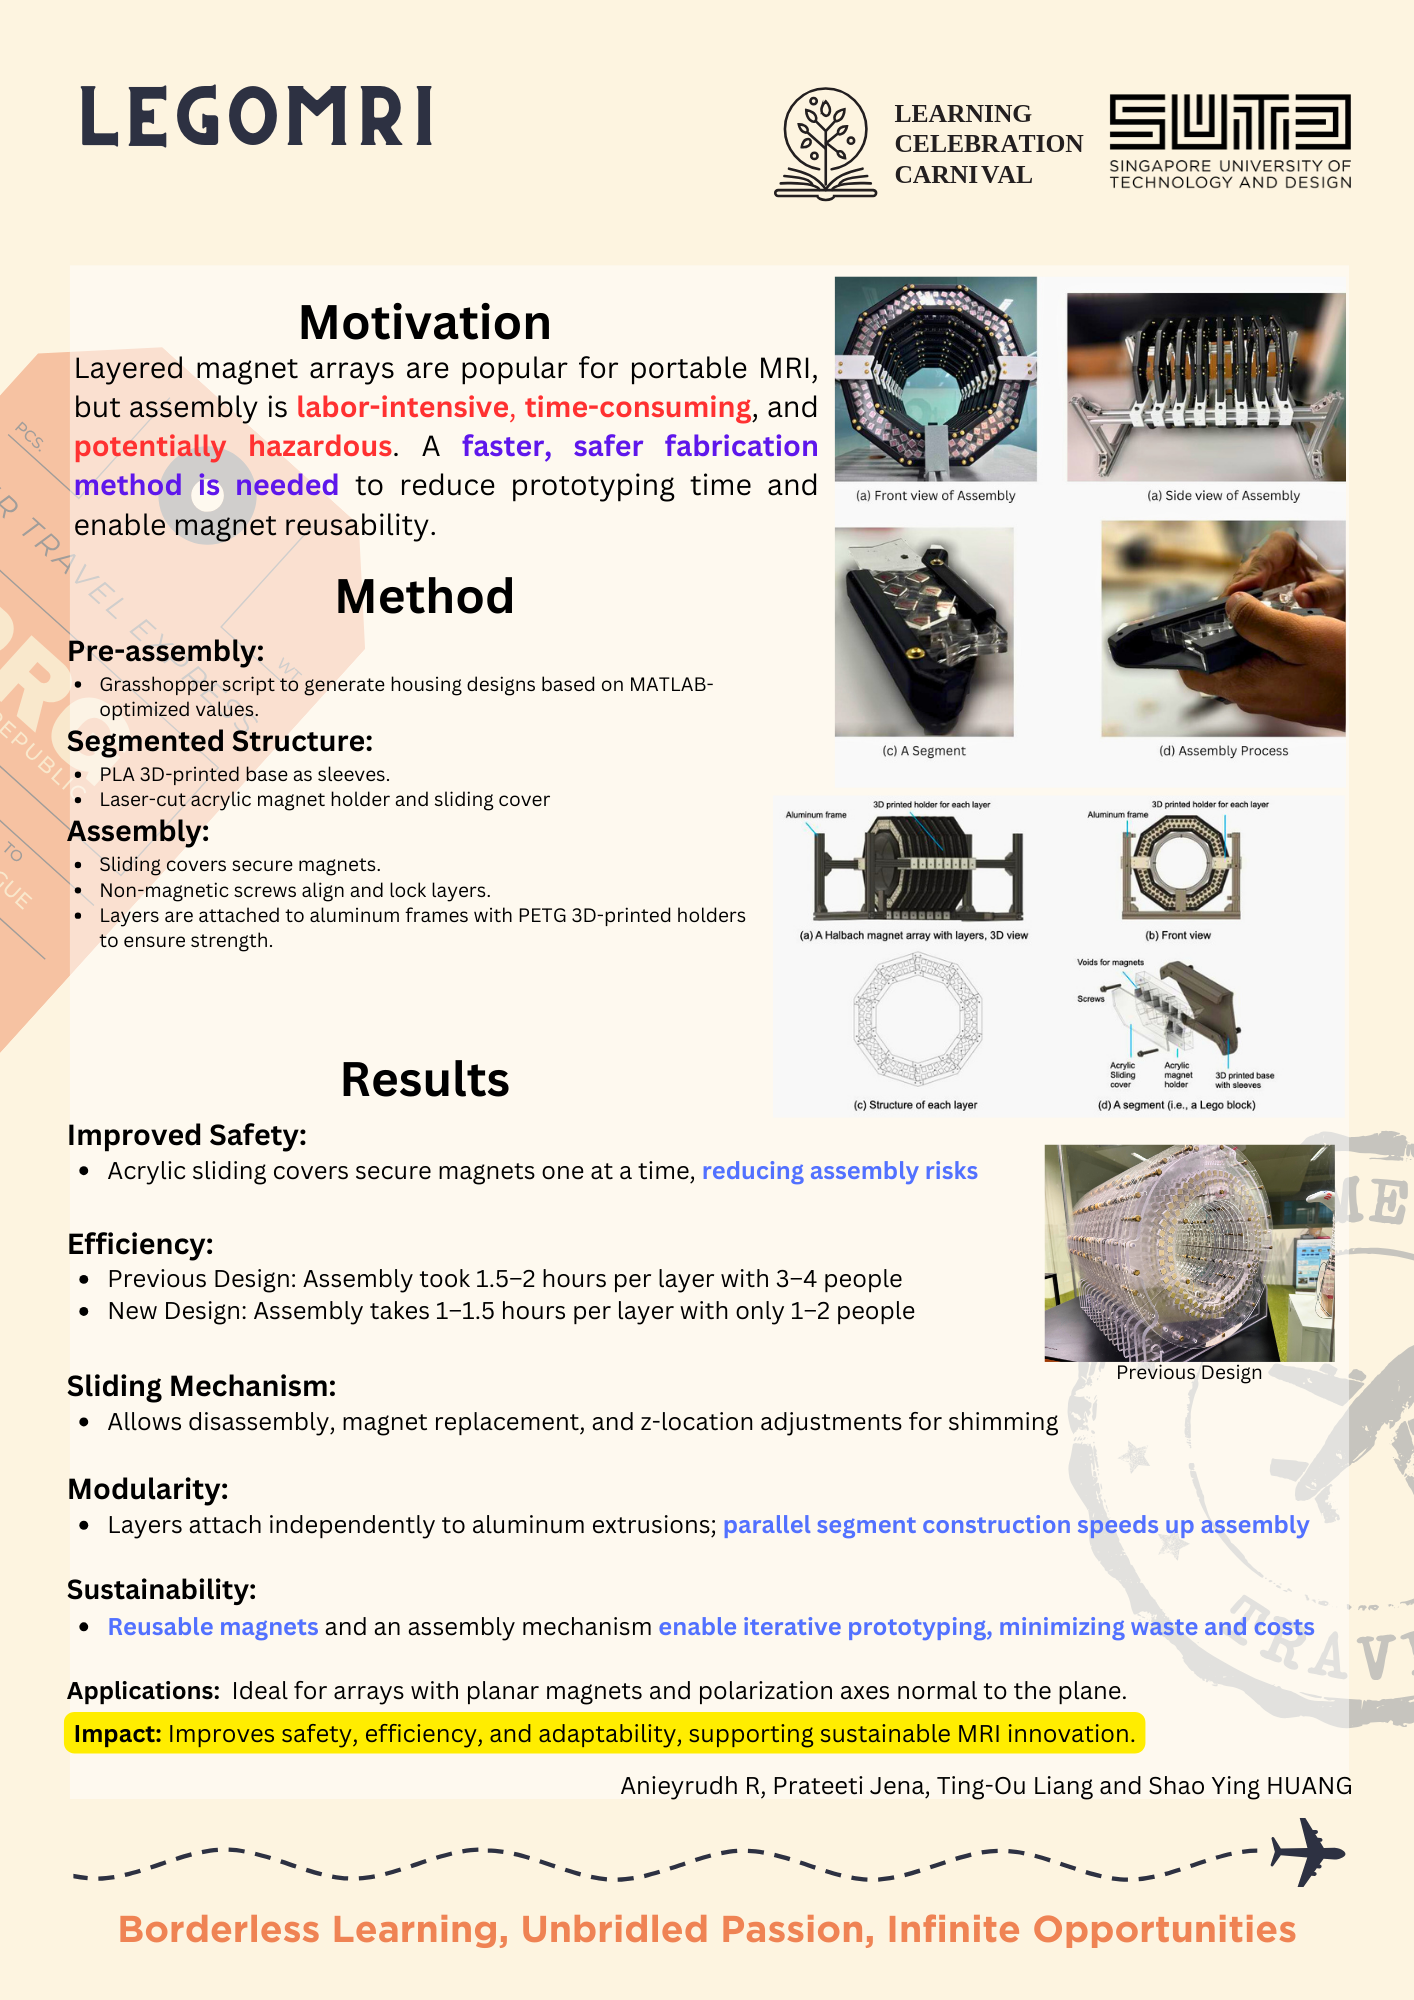 LEGOMRI
LEARNING
CELEBRATION
CARNIVAL
SUTD
SINGAPORE UNIVERSITY OF
TECHNOLOGY AND DESIGN
Motivation
Layered magnet arrays are popular for portable MRI,
but assembly is labor-intensive, time-consuming, and
potentially hazardous. A faster, safer fabrication
method is needed to reduce prototyping time and
enable magnet reusability.
(a) Front view of Assembly
(a) Side view of Assembly
(c) A Segment
(d) Assembly Process
Method
Pre-assembly:
• Grasshopper script to generate housing designs based on MATLAB-
optimized values.
Segmented Structure:
• PLA 3D-printed base as sleeves.
• Laser-cut acrylic magnet holder and sliding cover
Assembly:
• Sliding covers secure magnets.
• Non-magnetic screws align and lock layers.
• Layers are attached to aluminum frames with PETG 3D-printed holders
to ensure strength.
3D printed holder for each layer
Aluminum frame
(a) A Halbach magnet array with layers, 3D view
3D printed holder for each layer
Aluminum frame
(b) Front view
(c) Structure of each layer
Voids for magnets
Screws
Acrylic
Sliding
cover
Acrylic
magnet
holder
3D printed base
with sleeves
(d) A segment (i.e., a Lego block)
Results
Improved Safety:
• Acrylic sliding covers secure magnets one at a time, reducing assembly risks
Efficiency:
• Previous Design: Assembly took 1.5–2 hours per layer with 3–4 people
• New Design: Assembly takes 1–1.5 hours per layer with only 1–2 people
Previous Design
Sliding Mechanism:
• Allows disassembly, magnet replacement, and z-location adjustments for shimming
Modularity:
• Layers attach independently to aluminum extrusions; parallel segment construction speeds up assembly
Sustainability:
• Reusable magnets and an assembly mechanism enable iterative prototyping, minimizing waste and costs
Applications: Ideal for arrays with planar magnets and polarization axes normal to the plane.
Impact: Improves safety, efficiency, and adaptability, supporting sustainable MRI innovation.
Anieyrudh R, Prateeti Jena, Ting-Ou Liang and Shao Ying HUANG
Borderless Learning, Unbridled Passion, Infinite Opportunities
PCS.
R TRAVEL EXPRESS
WT
PRG
REPUBLIC
TO
GUE
ME
TRAV